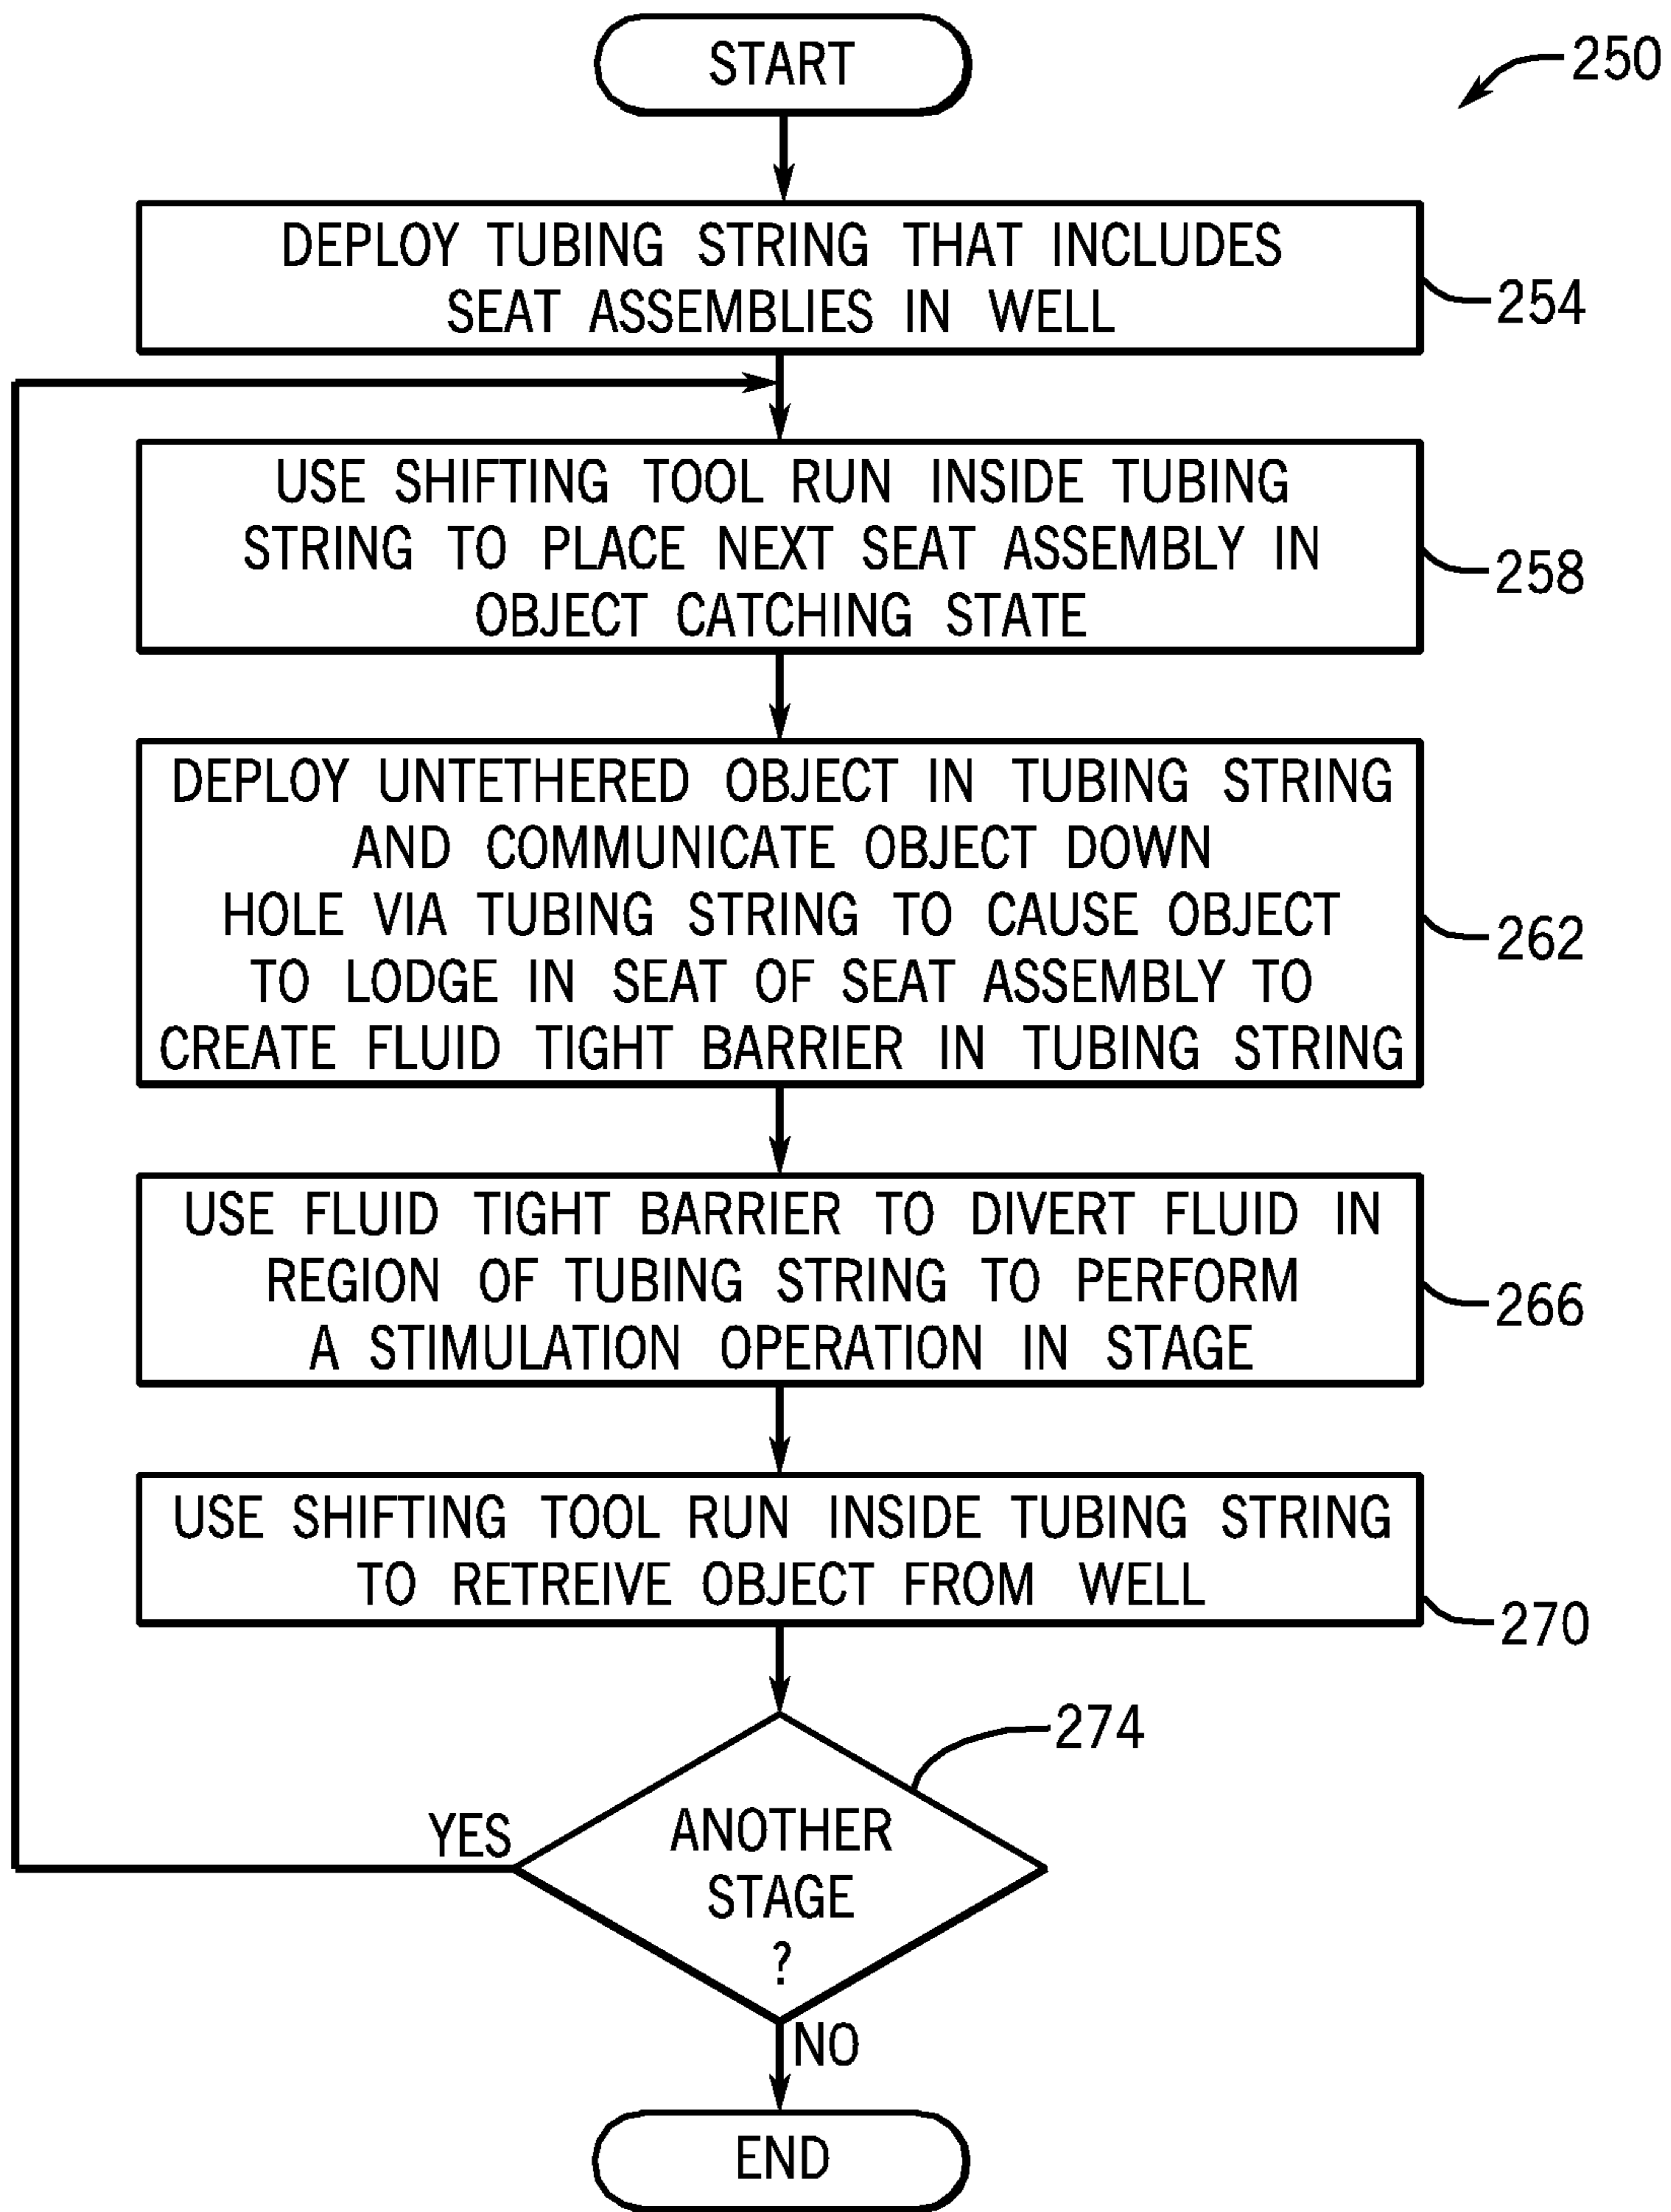 START
250
DEPLOY TUBING STRING THAT INCLUDES
SEAT ASSEMBLIES IN WELL
254
USE SHIFTING TOOL RUN INSIDE TUBING
STRING TO PLACE NEXT SEAT ASSEMBLY IN
OBJECT CATCHING STATE
258
DEPLOY UNTETHERED OBJECT IN TUBING STRING
AND COMMUNICATE OBJECT DOWN
HOLE VIA TUBING STRING TO CAUSE OBJECT
TO LODGE IN SEAT OF SEAT ASSEMBLY TO
CREATE FLUID TIGHT BARRIER IN TUBING STRING
262
USE FLUID TIGHT BARRIER TO DIVERT FLUID IN
REGION OF TUBING STRING TO PERFORM
A STIMULATION OPERATION IN STAGE
266
USE SHIFTING TOOL RUN INSIDE TUBING STRING
TO RETREIVE OBJECT FROM WELL
270
274
YES
ANOTHER
STAGE
?
NO
END